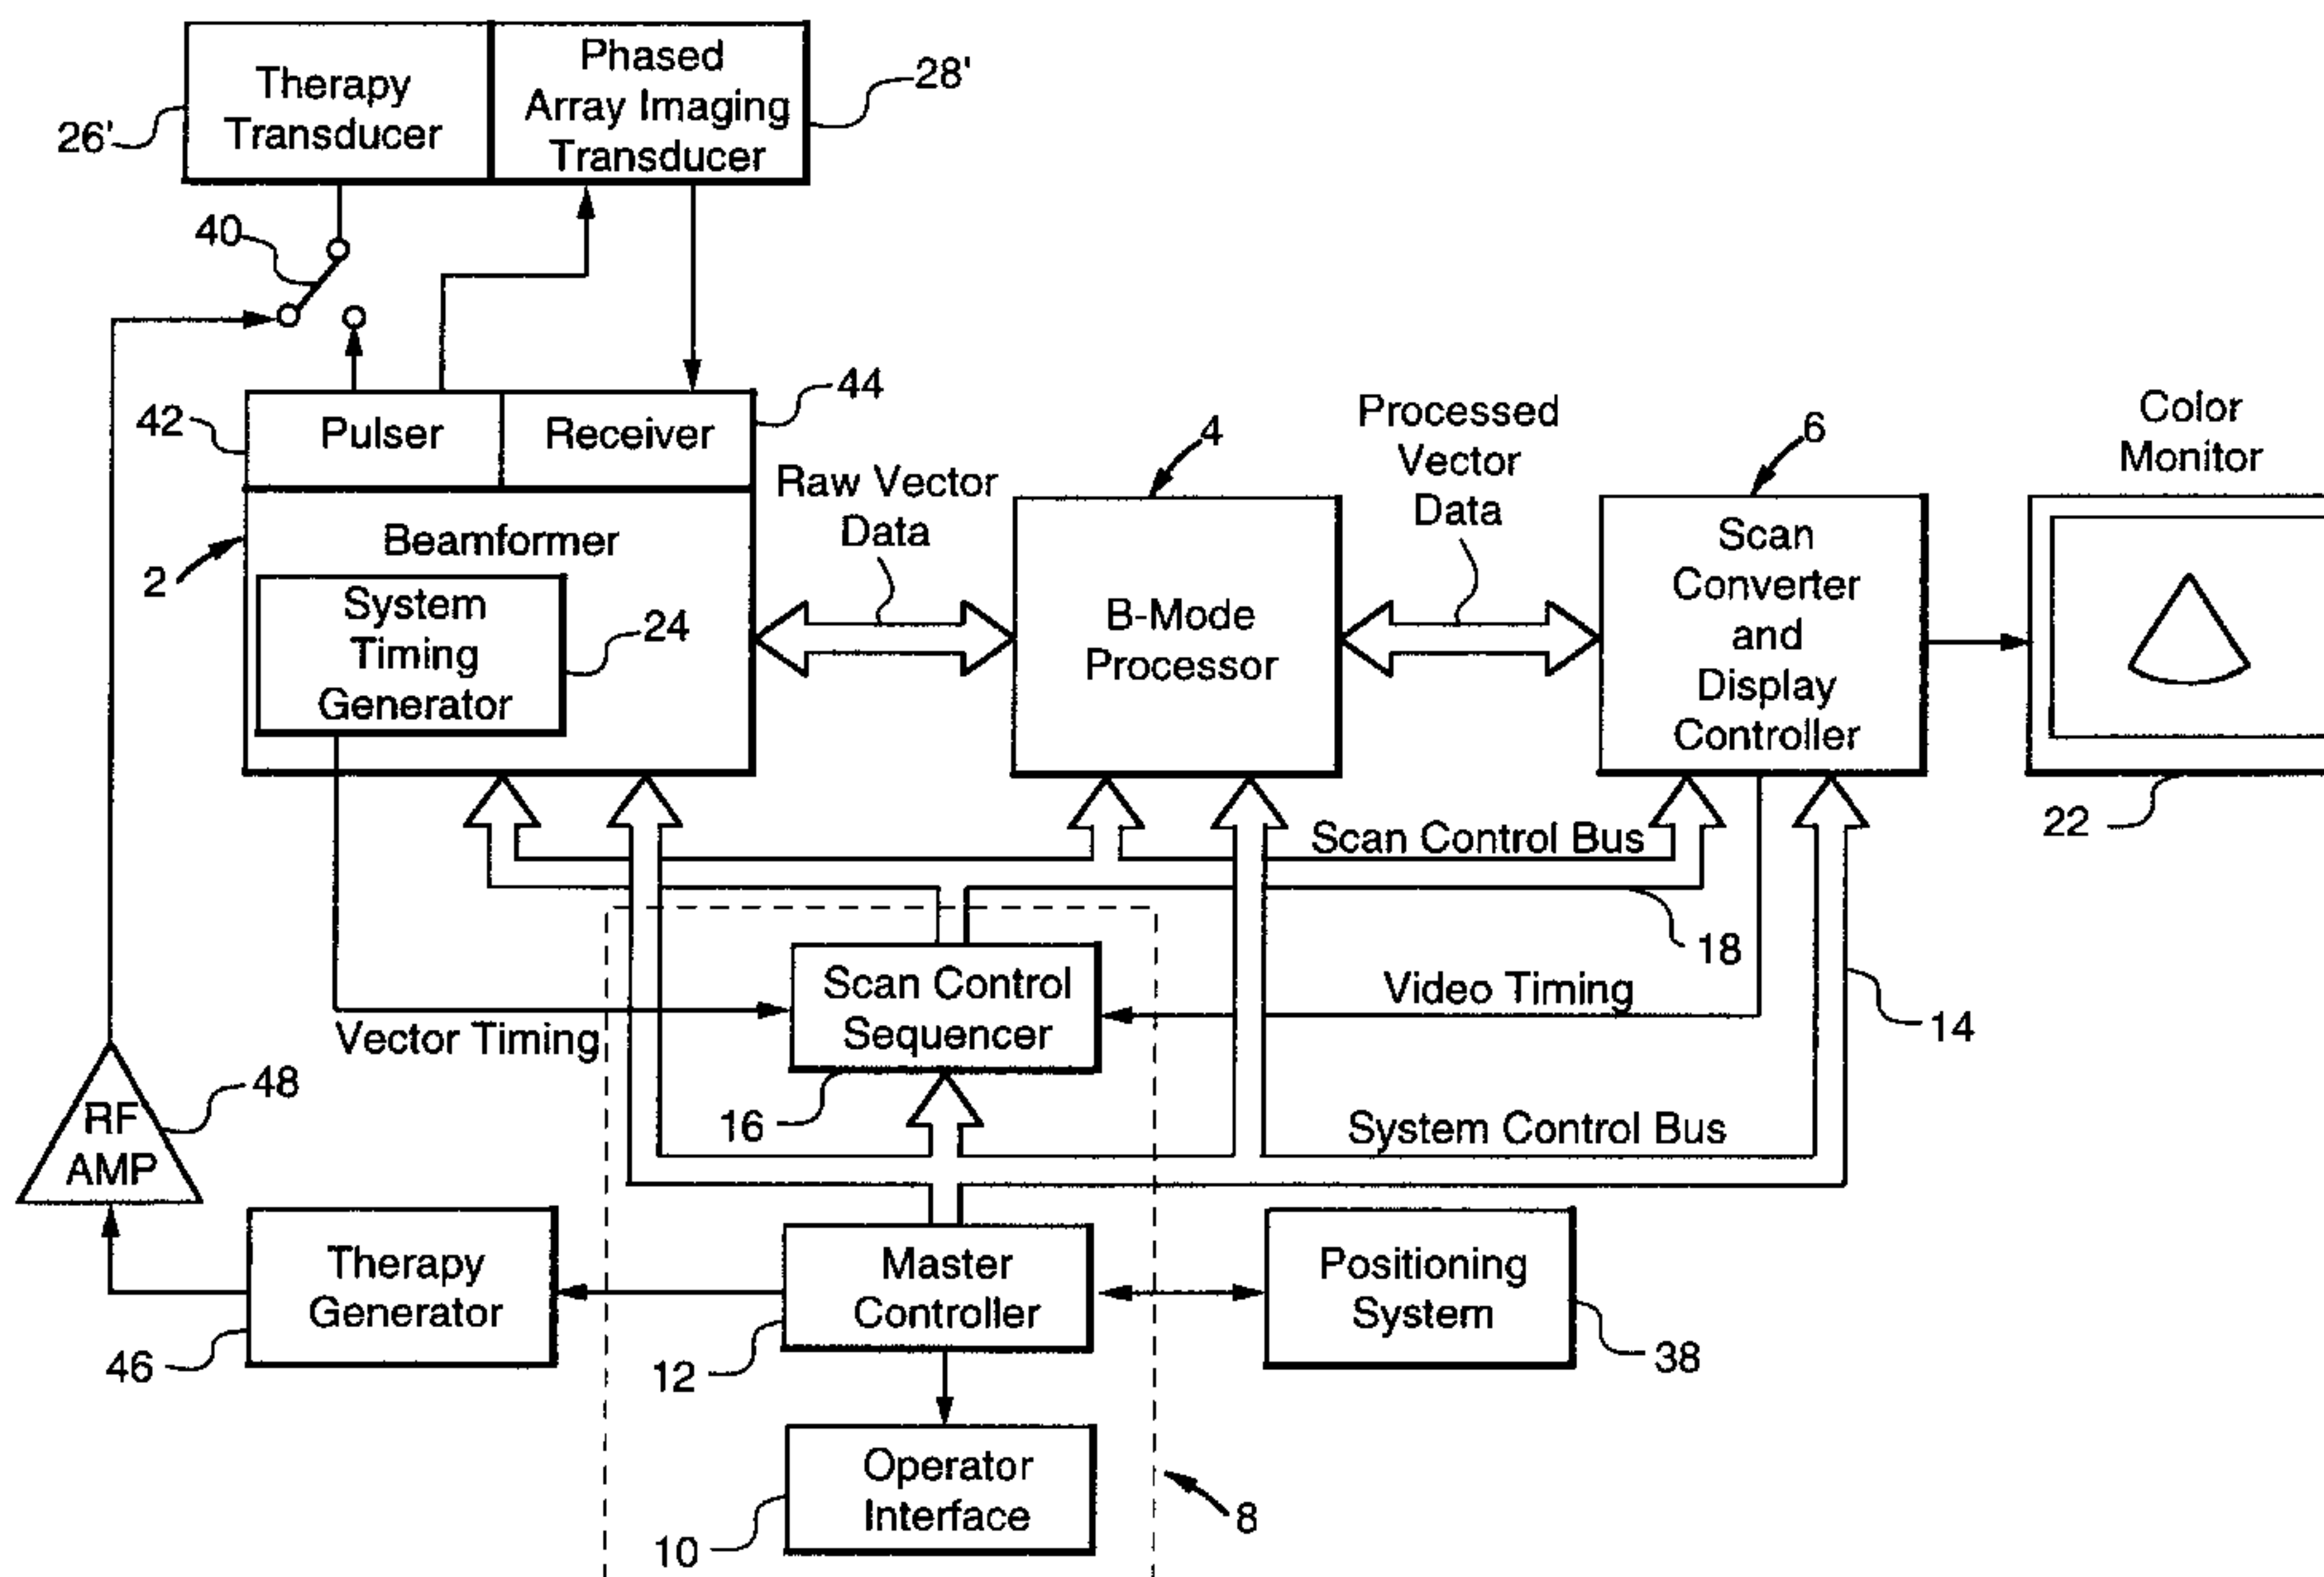 Therapy
Transducer
Phased
Array Imaging
Transducer
28'
26'
40
44
42
Pulser
Receiver
Raw Vector
Data
4
Processed
Vector
Data
6
Color
Monitor
Beamformer
2
System
Timing
Generator
24
B-Mode
Processor
Scan
Converter
and
Display
Controller
22
Scan Control Bus
18
Scan Control
Sequencer
Video Timing
14
Vector Timing
16
System Control Bus
48
RF
AMP
Therapy
Generator
46
Master
Controller
12
Positioning
System
38
Operator
Interface
10
8